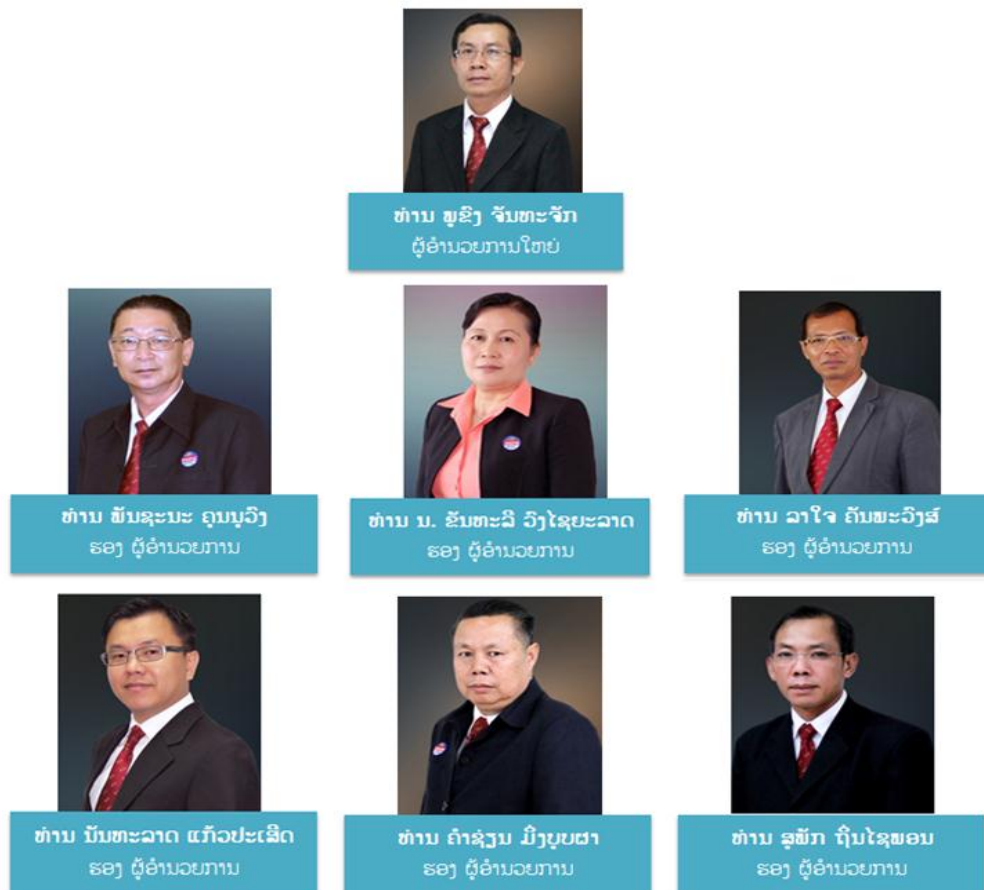 ທ່ານ ພູຂົງ ຈັນທະຈັກ
ຜູ້ອຳນວຍການໃຫຍ່
ທ່ານ ພັນຊະນະ ຄຸນນູວົງ
ຮອງ ຜູ້ອຳນວຍການ
ທ່ານ ນ. ຂັນທະລີ ວົງໄຊຍະລາດ
ຮອງ ຜູ້ອຳນວຍການ
ທ່ານ ລາໃຈ ຄັນພະວົງສ໌
ຮອງ ຜູ້ອຳນວຍການ
ທ່ານ ນັນທະລາດ ແກ້ວປະເສີດ
ຮອງ ຜູ້ອຳນວຍການ
ທ່ານ ຄຳຊ່ຽນ ມິ່ງບຸບຜາ
ຮອງ ຜູ້ອຳນວຍການ
ທ່ານ ສູພັກ ຖິ່ນໄຊພອນ
ຮອງ ຜູ້ອຳນວຍການ